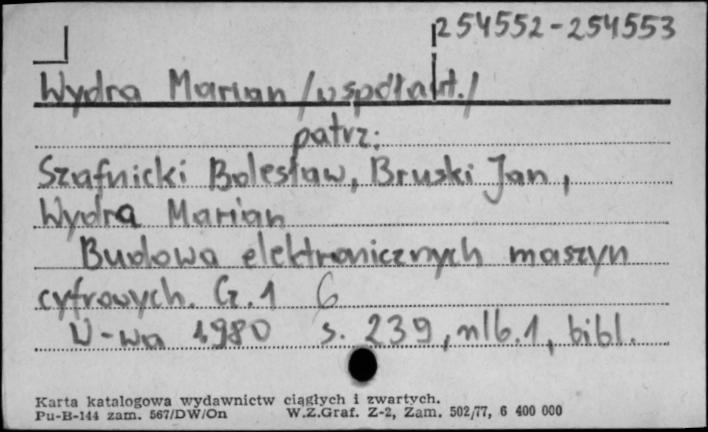 254552-254553
Wydra Marian /współaut./
patrz:
Szafnicki Bolesław, Bruski Jan,
Wydra Marian
Budowa elektronicznych maszyn
cyfrowych. Cz.1 6
W-wa 1980 s. 239, nlb.1, bibl.
Karta katalogowa wydawnictw ciągłych i zwartych.
Pu-B-144 zam. 567/DW/On W.Z.Graf. Z-2, Zam. 502/77, 6 400 000